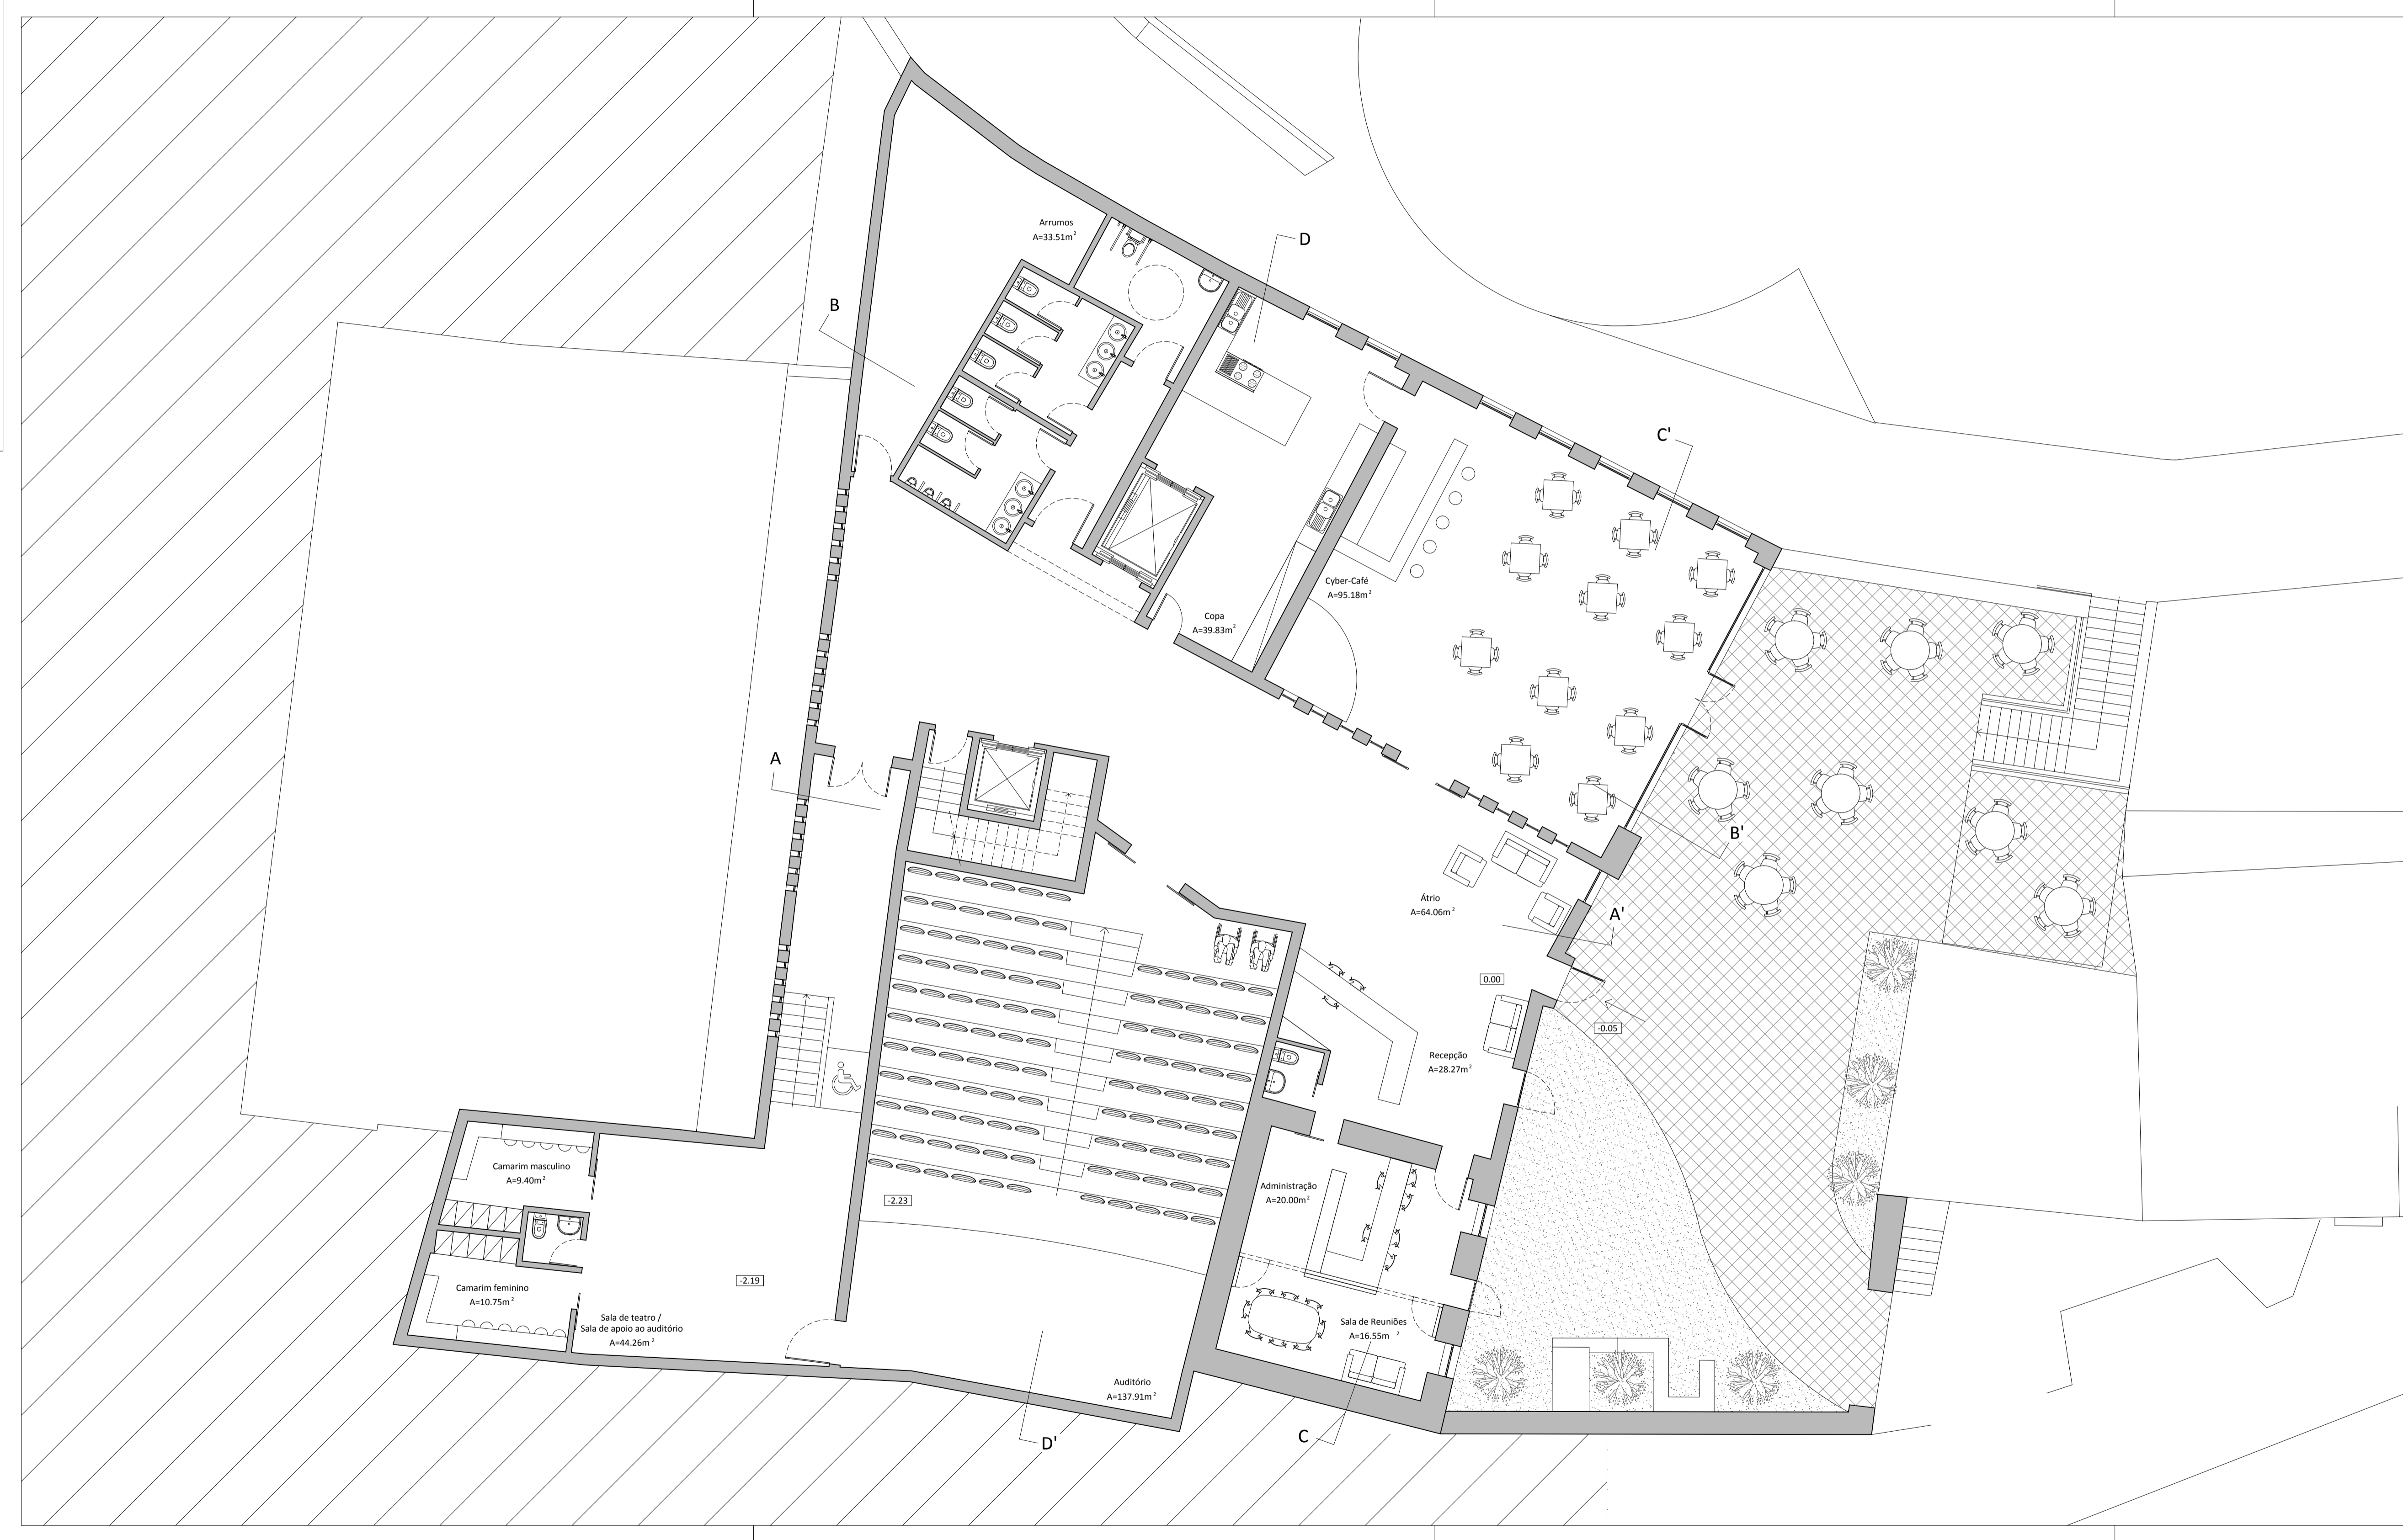 Arrumos
A=33.51m²
D
B
C'
Cyber-Café
A=95.18m²
Copa
A=39.83m²
A
B'
Átrio
A=64.06m²
A'
0.00
-0.05
Recepção
A=28.27m²
Camarim masculino
A=9.40m²
Administração
A=20.00m²
-2.23
-2.19
Camarim feminino
A=10.75m²
Sala de teatro /
Sala de apoio ao auditório
A=44.26m²
Sala de Reuniões
A=16.55m ²
Auditório
A=137.91m²
D'
C